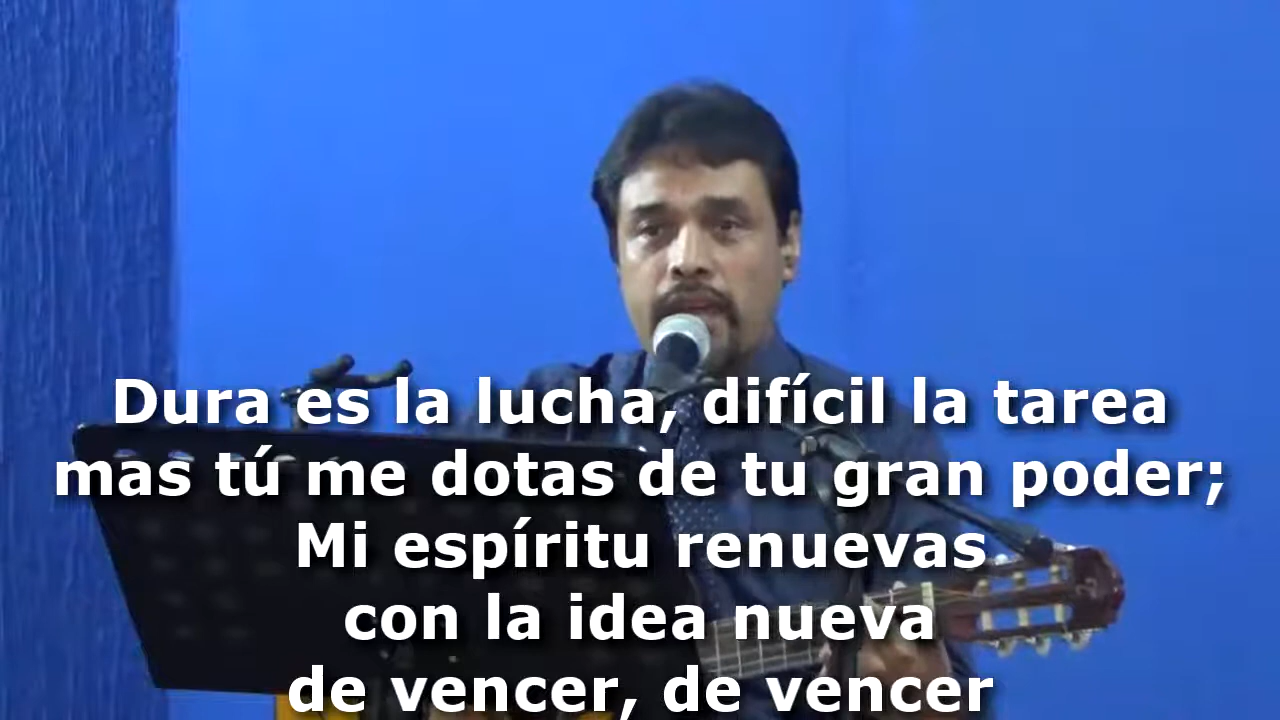 Dura es la lucha, difícil la tarea
mas tú me dotas de tu gran poder;
Mi espíritu renuevas
con la idea nueva
de vencer, de vencer